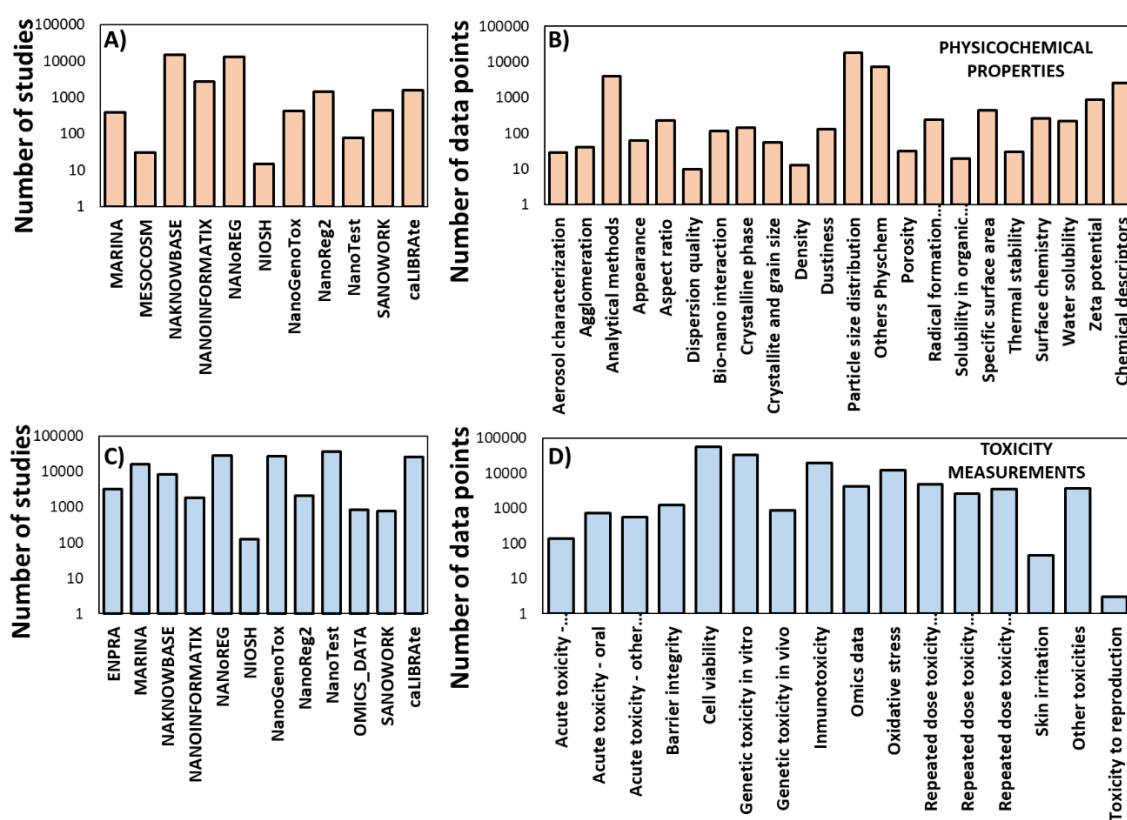 A)
Number of studies
100000
10000
1000
100
10
1
MARINA
MESOCOSM
NAKNOWBASE
NANOINFORMATIX
NANoREG
NIOSH
NanoGenoTox
NanoReg2
NanoTest
SANOWORK
caLIBRAte
B)
PHYSICOCHEMICAL
PROPERTIES
Number of data points
100000
10000
1000
100
10
1
Aerosol characterization
Agglomeration
Analytical methods
Appearance
Aspect ratio
Dispersion quality
Bio-nano interaction
Crystalline phase
Crystallite and grain size
Density
Dustiness
Particle size distribution
Others Physchem
Porosity
Radical formation...
Solubility in organic...
Specific surface area
Thermal stability
Surface chemistry
Water solubility
Zeta potential
Chemical descriptors
C)
Number of studies
100000
10000
1000
100
10
1
ENPRA
MARINA
NAKNOWBASE
NANOINFORMATIX
NANoREG
NIOSH
NanoGenoTox
NanoReg2
NanoTest
OMICS_DATA
SANOWORK
caLIBRAte
D)
TOXICITY
MEASUREMENTS
Number of data points
100000
10000
1000
100
10
1
Acute toxicity -...
Acute toxicity - oral
Acute toxicity - other...
Barrier integrity
Cell viability
Genetic toxicity in vitro
Genetic toxicity in vivo
Inmunotoxicity
Omics data
Oxidative stress
Repeated dose toxicity...
Repeated dose toxicity...
Repeated dose toxicity...
Skin irritation
Other toxicities
Toxicity to reproduction